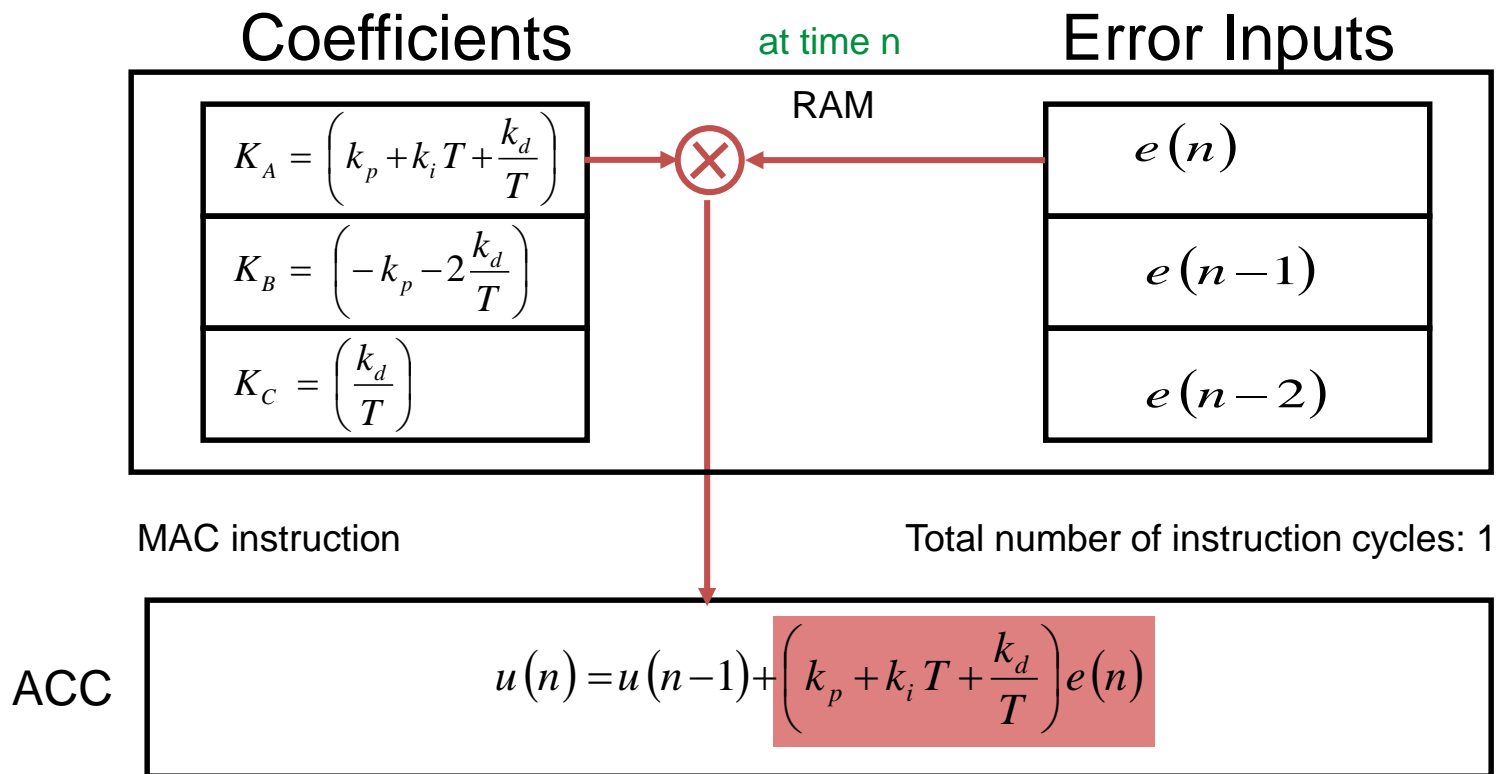 Coefficients at time n Error Inputs
RAM
K_A = (k_p + k_i T + k_d/T) e(n)
K_B = (-k_p - 2 k_d/T) e(n-1)
K_C = (k_d/T) e(n-2)
MAC instruction Total number of instruction cycles: 1
ACC u(n) = u(n-1) + (k_p + k_i T + k_d/T) e(n)